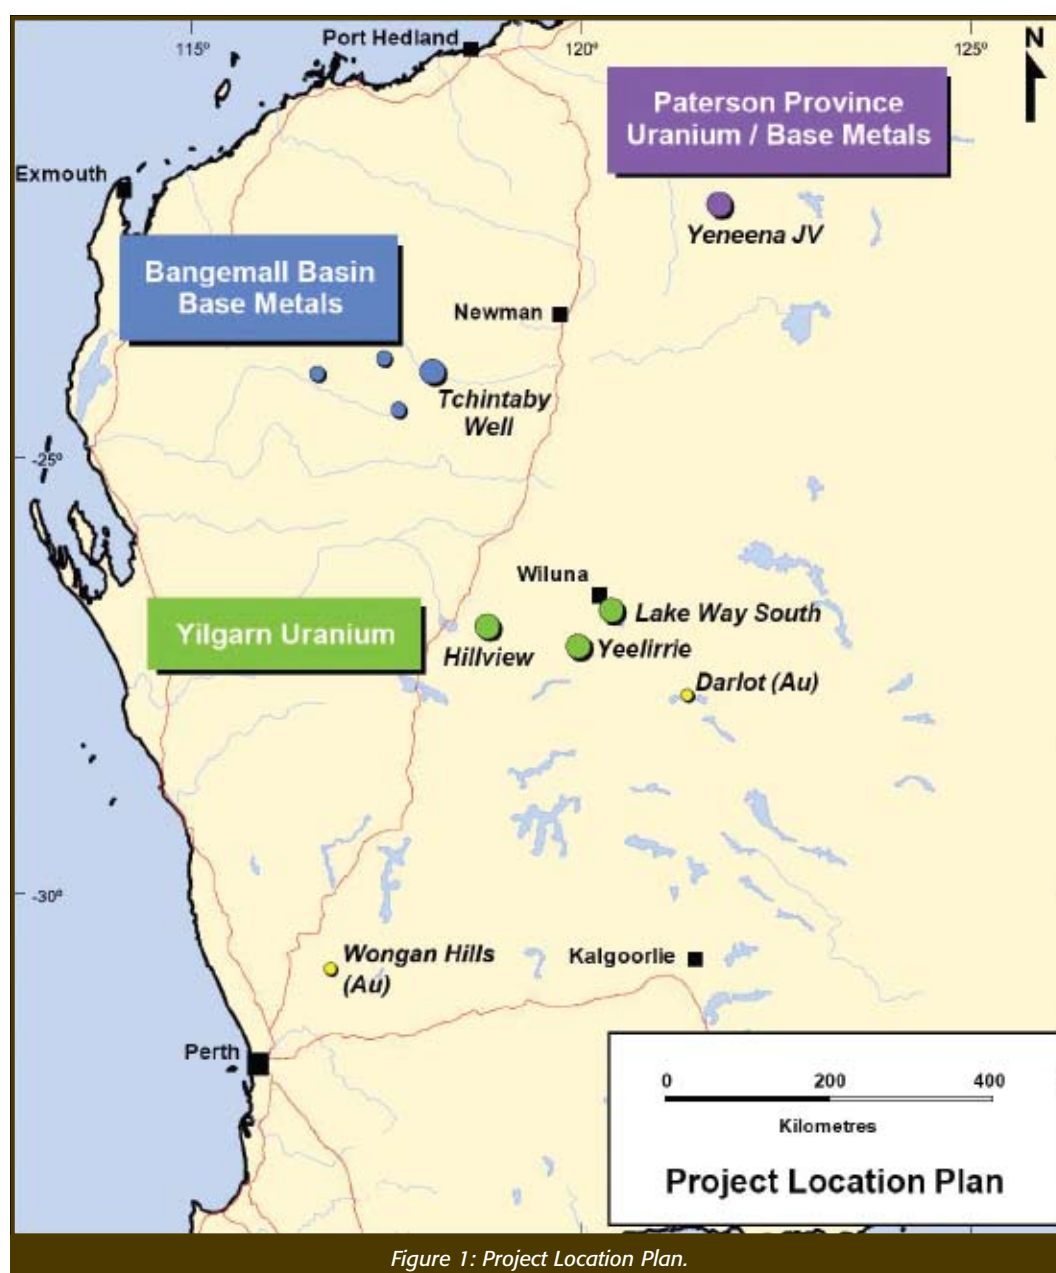 Port Hedland
115º
120º
125º
N
Paterson Province
Uranium / Base Metals
Exmouth
Yeneena JV
Bangemall Basin
Base Metals
Newman
Tchintaby
Well
-25º
Wiluna
Lake Way South
Yilgarn Uranium
Hillview
Yeelirrie
Darlot (Au)
-30º
Wongan Hills
(Au)
Kalgoorlie
Perth
0 200 400
Kilometres
Project Location Plan
Figure 1: Project Location Plan.